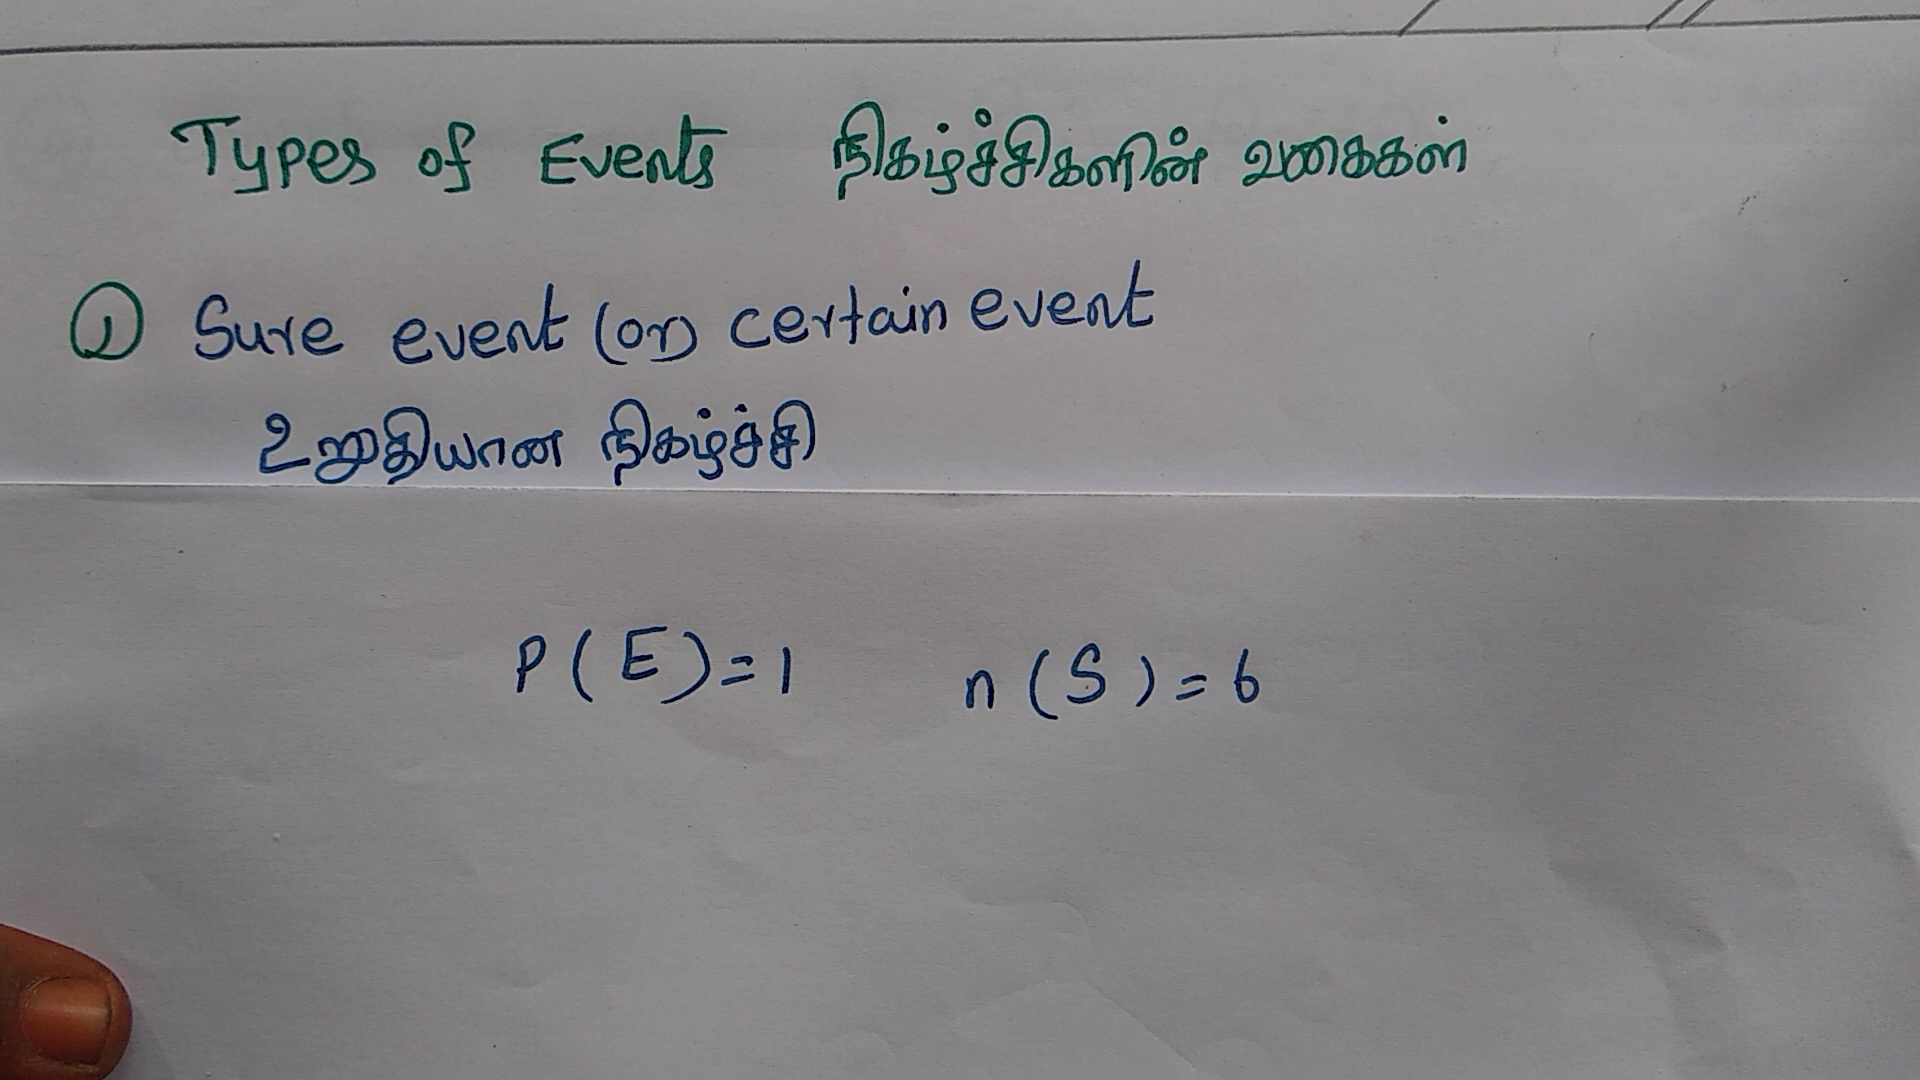 Types of Events நிகழ்ச்சிகளின் வகைகள்
① Sure event (or) certain event
உறுதியான நிகழ்ச்சி
P(E)=1 n(S)=6